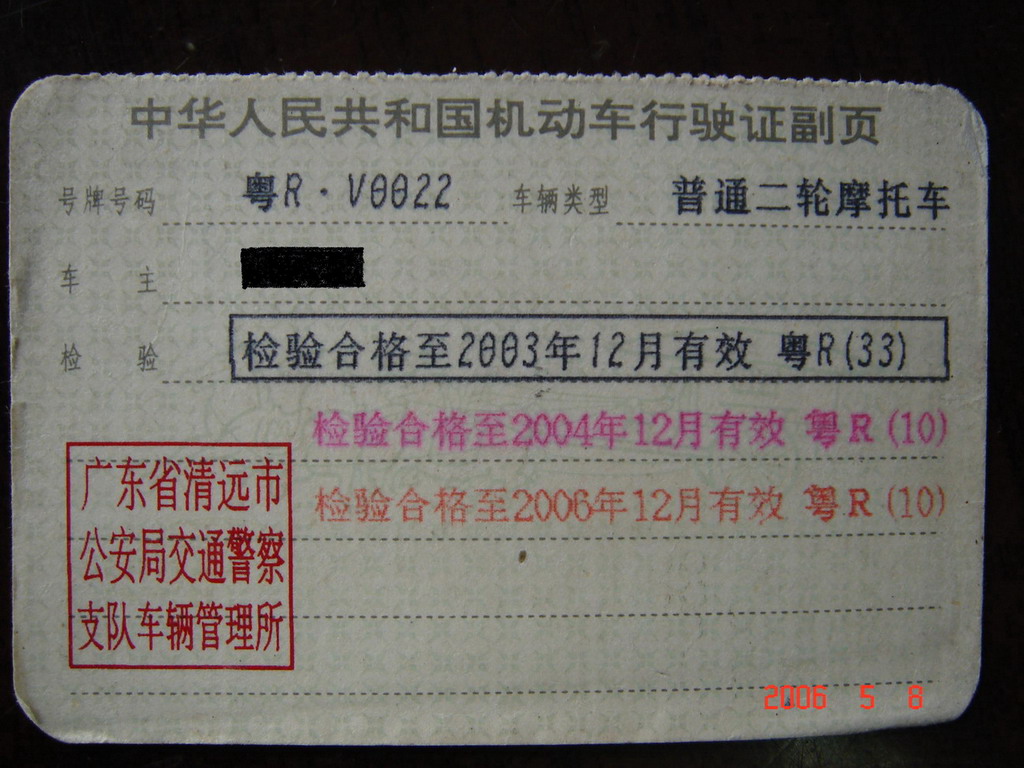 中华人民共和国机动车行驶证副页
号牌号码 粤R·V0022 车辆类型 普通二轮摩托车
车主
检验 检验合格至2003年12月有效 粤R(33)
检验合格至2004年12月有效 粤R(10)
检验合格至2006年12月有效 粤R(10)
广东省清远市
公安局交通警察
支队车辆管理所
2006 5 8